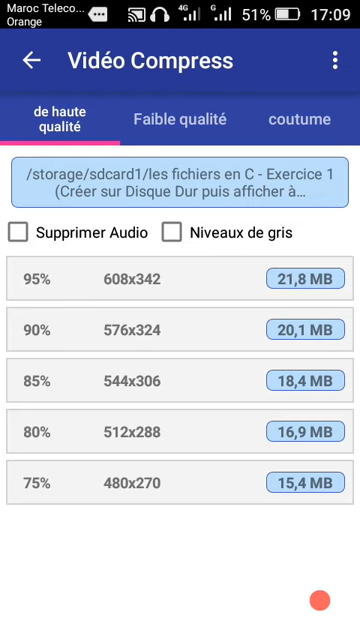 Maroc Teleco...
Orange
4G
G
51%
17:09
Vidéo Compress
de haute
qualité
Faible qualité
coutume
/storage/sdcard1/les fichiers en C - Exercice 1
(Créer sur Disque Dur puis afficher à…
Supprimer Audio
Niveaux de gris
95% 608x342 21,8 MB
90% 576x324 20,1 MB
85% 544x306 18,4 MB
80% 512x288 16,9 MB
75% 480x270 15,4 MB